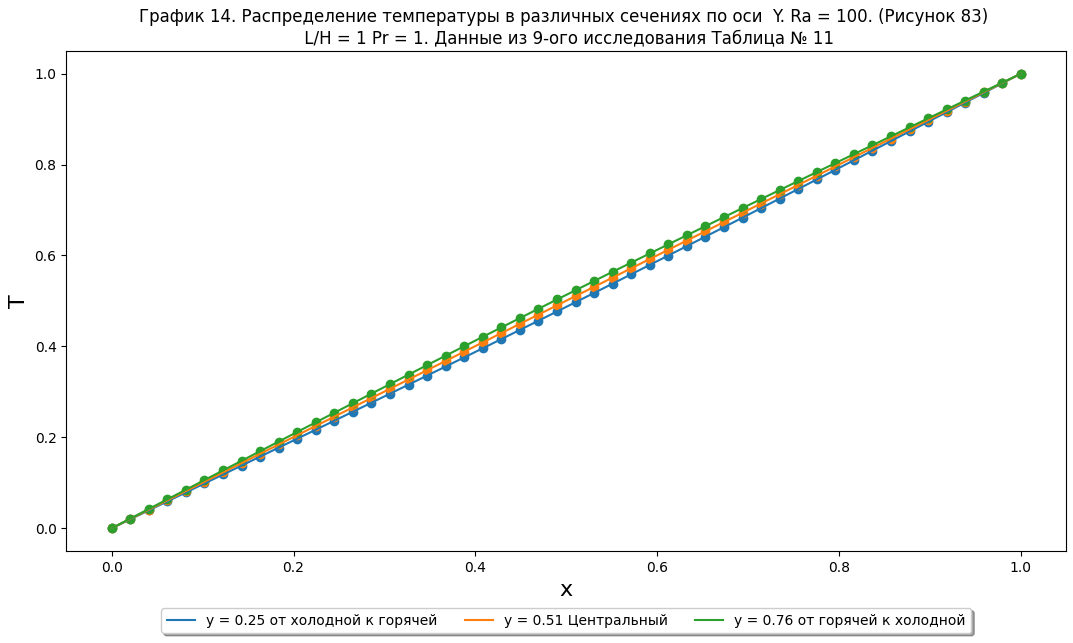 График 14. Распределение температуры в различных сечениях по оси  Y. Ra = 100. (Рисунок 83)
L/H = 1 Pr = 1. Данные из 9-ого исследования Таблица № 11
1.0
0.8
0.6
0.4
0.2
0.0
T
0.0 0.2 0.4 0.6 0.8 1.0
x
y = 0.25 от холодной к горячей y = 0.51 Центральный y = 0.76 от горячей к холодной